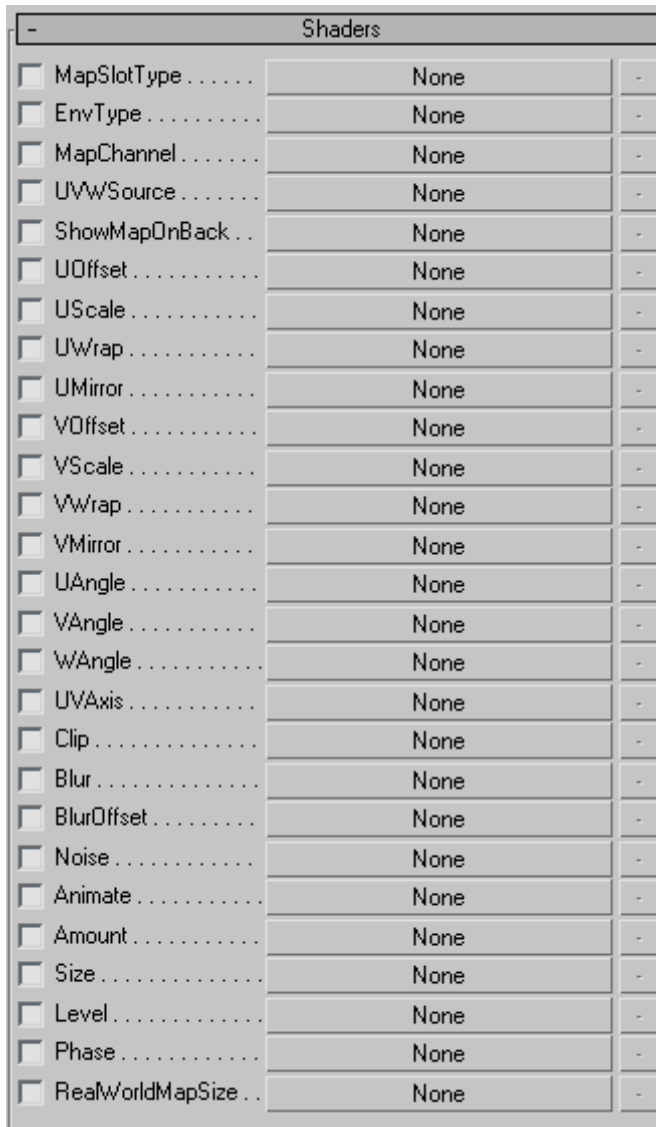 - Shaders
MapSlotType . . . . . . None -
EnvType . . . . . . . . . . None -
MapChannel . . . . . . . None -
UVWSource . . . . . . . None -
ShowMapOnBack . . None -
UOffset . . . . . . . . . . . None -
UScale . . . . . . . . . . . None -
UWrap . . . . . . . . . . . None -
UMirror . . . . . . . . . . . None -
VOffset . . . . . . . . . . . None -
VScale . . . . . . . . . . . None -
VWrap . . . . . . . . . . . None -
VMirror . . . . . . . . . . . None -
UAngle . . . . . . . . . . . None -
VAngle . . . . . . . . . . . None -
WAngle . . . . . . . . . . . None -
UVAxis . . . . . . . . . . . None -
Clip . . . . . . . . . . . . . . None -
Blur . . . . . . . . . . . . . . None -
BlurOffset . . . . . . . . . None -
Noise . . . . . . . . . . . . None -
Animate . . . . . . . . . . . None -
Amount . . . . . . . . . . . None -
Size . . . . . . . . . . . . . . None -
Level . . . . . . . . . . . . . None -
Phase . . . . . . . . . . . . None -
RealWorldMapSize . . None -